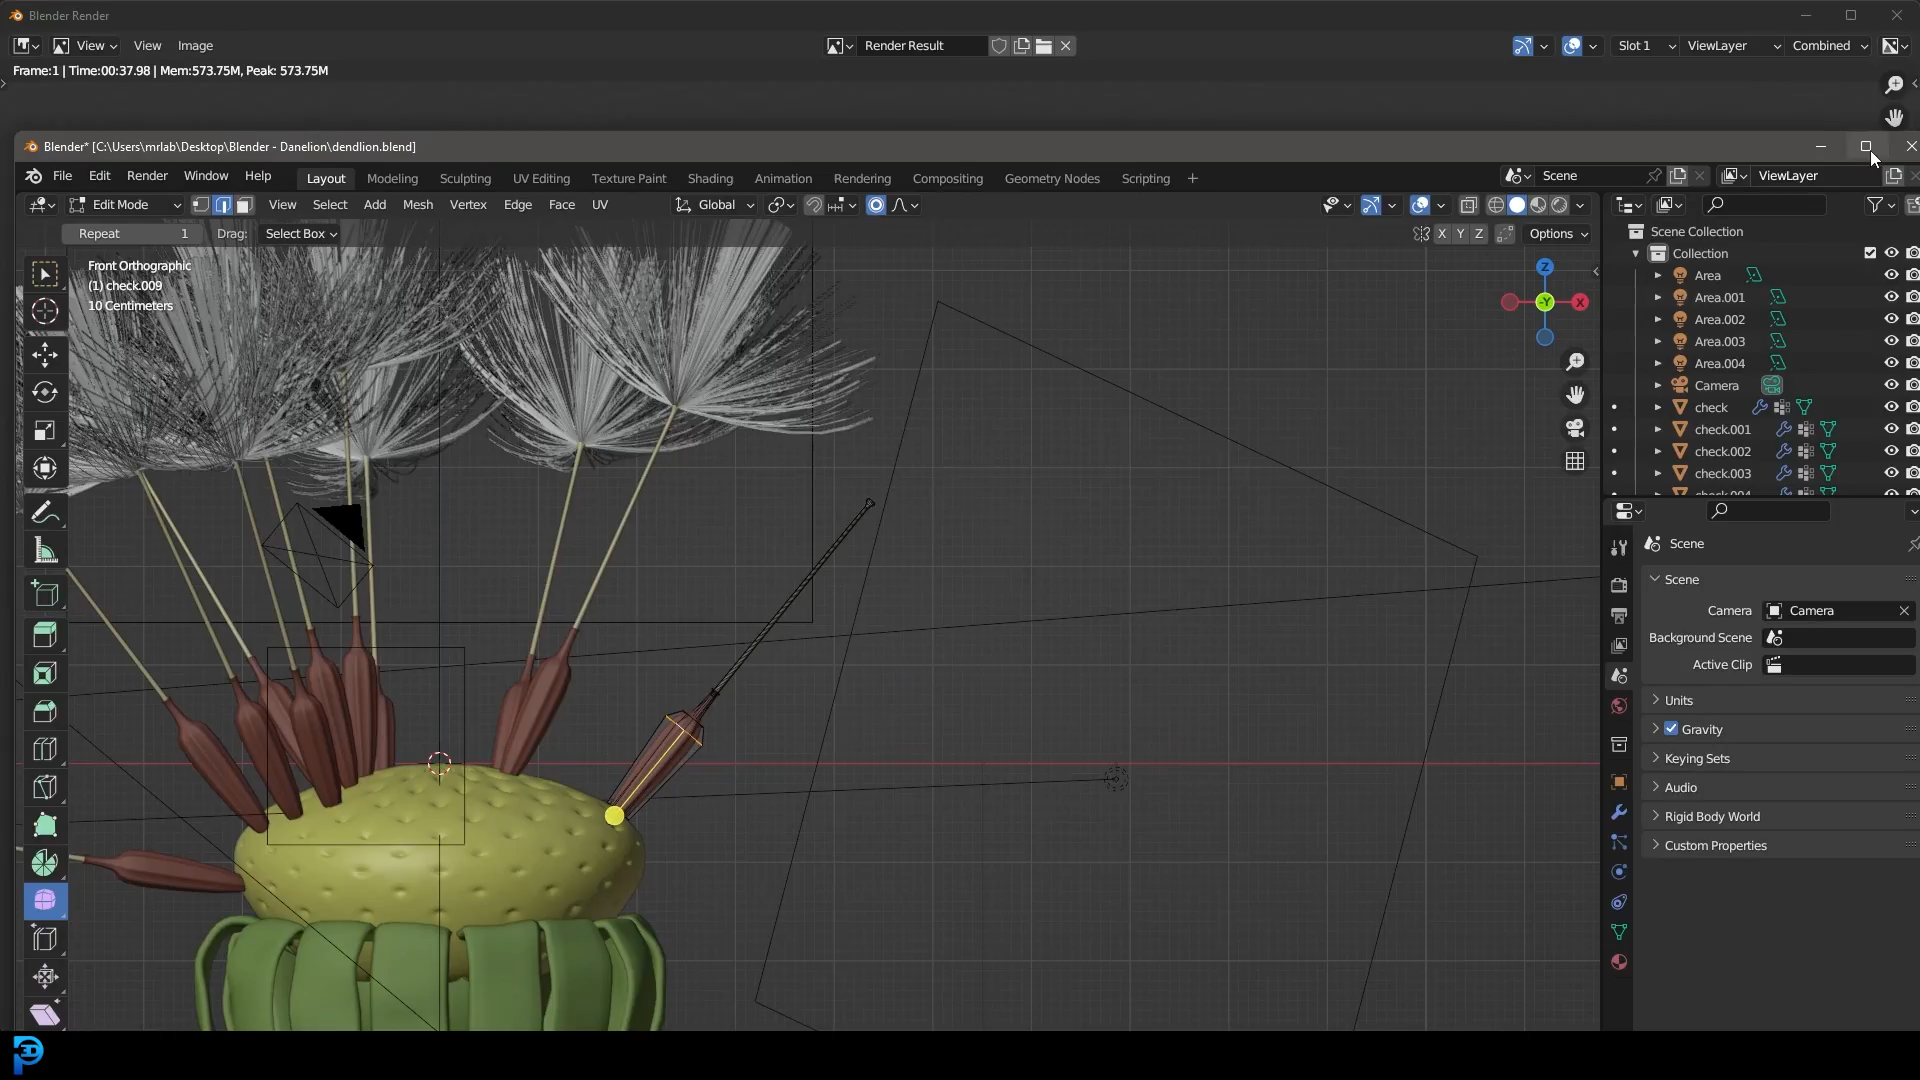 Blender Render
View View Image Render Result Slot 1 ViewLayer Combined
Frame:1 | Time:00:37.98 | Mem:573.75M, Peak: 573.75M
Blender* [C:\Users\mrlab\Desktop\Blender - Danelion\dendlion.blend]
File Edit Render Window Help Layout Modeling Sculpting UV Editing Texture Paint Shading Animation Rendering Compositing Geometry Nodes Scripting + Scene ViewLayer
Edit Mode View Select Add Mesh Vertex Edge Face UV Global
Repeat 1 Drag: Select Box X Y Z Options
Front Orthographic
(1) check.009
10 Centimeters
Z
-Y X
Scene Collection
Collection
Area
Area.001
Area.002
Area.003
Area.004
Camera
check
check.001
check.002
check.003
check.004
Scene
Scene
Camera Camera
Background Scene
Active Clip
Units
Gravity
Keying Sets
Audio
Rigid Body World
Custom Properties
3D